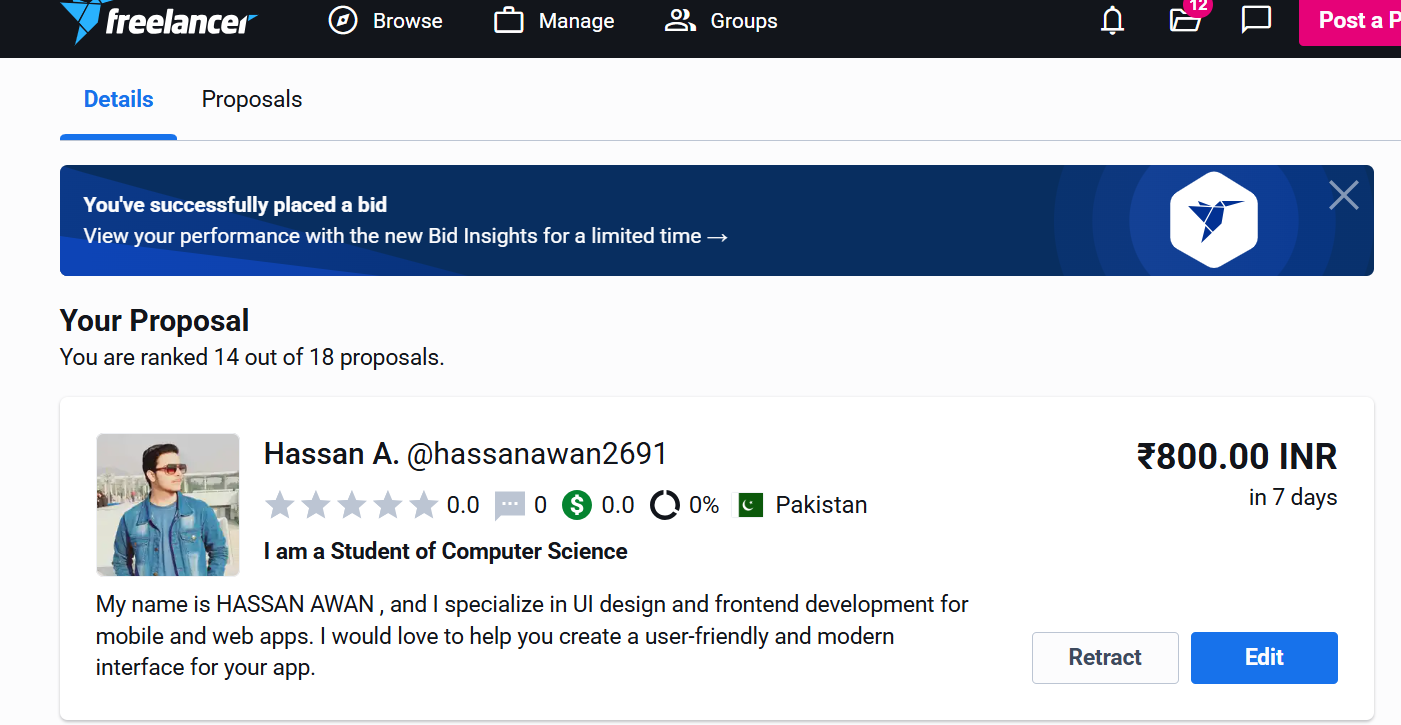 freelancer Browse Manage Groups 12 Post a P
Details Proposals
You've successfully placed a bid
View your performance with the new Bid Insights for a limited time →
Your Proposal
You are ranked 14 out of 18 proposals.
Hassan A. @hassanawan2691
₹800.00 INR
0.0 0 $ 0.0 0% Pakistan
in 7 days
I am a Student of Computer Science
My name is HASSAN AWAN , and I specialize in UI design and frontend development for
mobile and web apps. I would love to help you create a user-friendly and modern
interface for your app.
Retract Edit